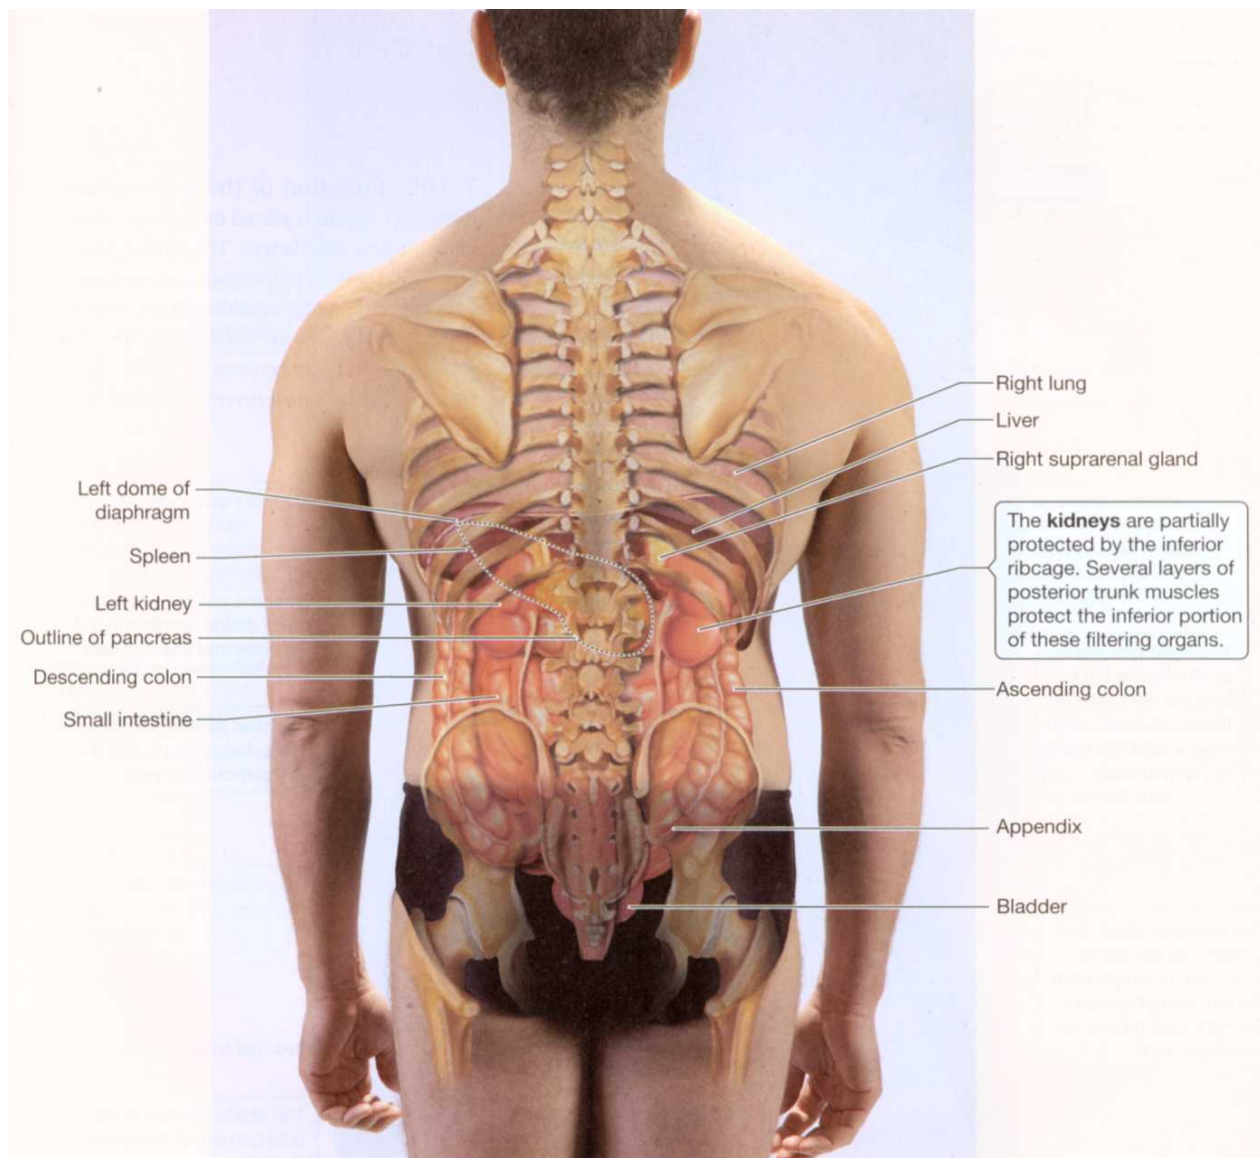 Left dome of
diaphragm
Spleen
Left kidney
Outline of pancreas
Descending colon
Small intestine
Right lung
Liver
Right suprarenal gland
The kidneys are partially
protected by the inferior
ribcage. Several layers of
posterior trunk muscles
protect the inferior portion
of these filtering organs.
Ascending colon
Appendix
Bladder